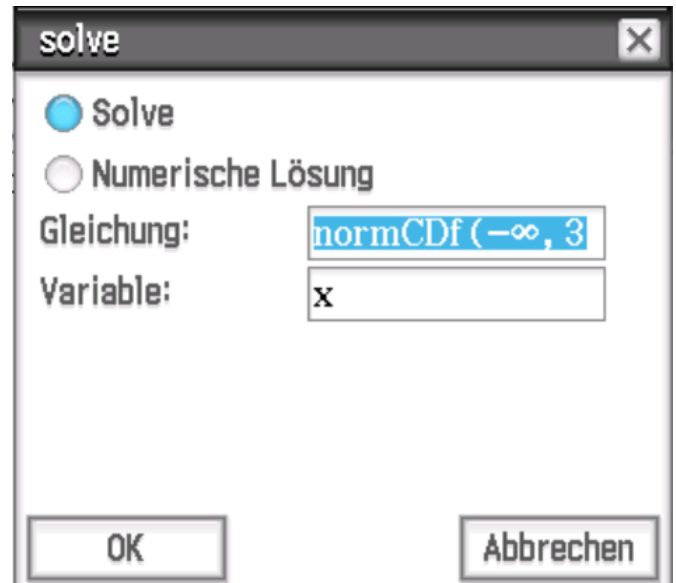 solve
Solve
Numerische Lösung
Gleichung: normCDf(−∞, 3
Variable: x
OK Abbrechen